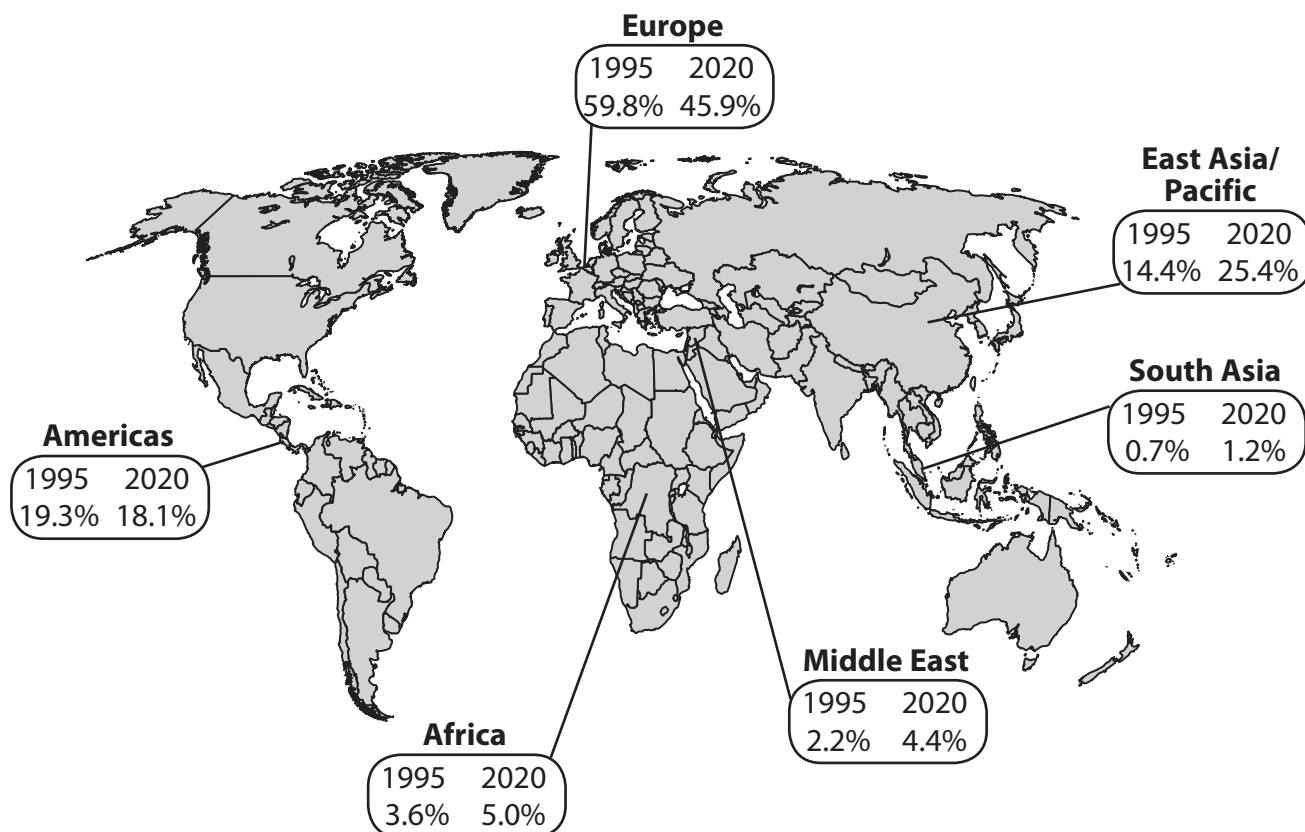 Europe
1995 2020
59.8% 45.9%
East Asia/
Pacific
1995 2020
14.4% 25.4%
South Asia
1995 2020
0.7% 1.2%
Americas
1995 2020
19.3% 18.1%
Middle East
1995 2020
2.2% 4.4%
Africa
1995 2020
3.6% 5.0%